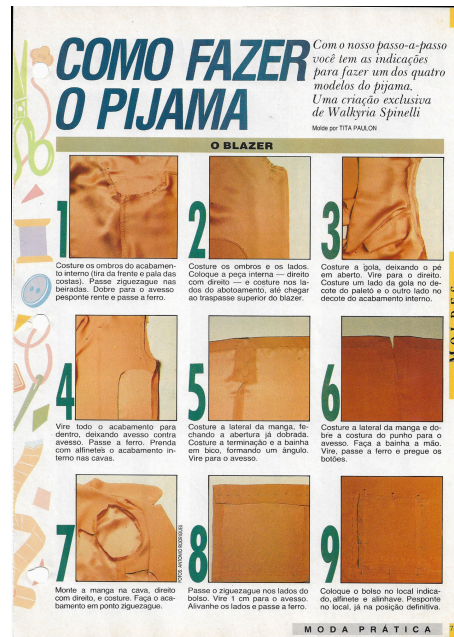 COMO FAZER
O PIJAMA
Com o nosso passo-a-passo
você tem as indicações
para fazer um dos quatro
modelos do pijama.
Uma criação exclusiva
de Walkyria Spinelli
Molde por TITA PAULON
O BLAZER
1
Costure os ombros do acabamen-
to interno (tira da frente e pala das
costas). Passe ziguezague nas
beiradas. Dobre para o avesso
pesponte rente e passe a ferro.
2
Costure os ombros e os lados.
Coloque a peça interna — direito
com direito — e costure nos la-
dos do abotoamento, até chegar
ao traspasse superior do blazer.
3
Costure a gola, deixando o pé
em aberto. Vire para o direito.
Costure um lado da gola no de-
cote do paletó e o outro lado no
decote do acabamento interno.
4
Vire todo o acabamento para
dentro, deixando avesso contra
avesso. Passe a ferro. Prenda
com alfinetes o acabamento in-
terno nas cavas.
5
Costure a lateral da manga, fe-
chando a abertura já dobrada.
Costure a terminação e a bainha
em bico, formando um ângulo.
Vire para o avesso.
6
Costure a lateral da manga e do-
bre a costura do punho para o
avesso. Faça a bainha a mão.
Vire, passe a ferro e pregue os
botões.
7
Monte a manga na cava, direito
com direito, e costure. Faça o aca-
bamento em ponto ziguezague.
FOTOS: ANTONIO RODRIGUES
8
Passe o ziguezague nos lados do
bolso. Vire 1 cm para o avesso.
Alivanhe os lados e passe a ferro.
9
Coloque o bolso no local indica-
do, alfinete e alinhave. Pesponte
no local, já na posição definitiva.
MOLDES
MODA PRÁTICA
7